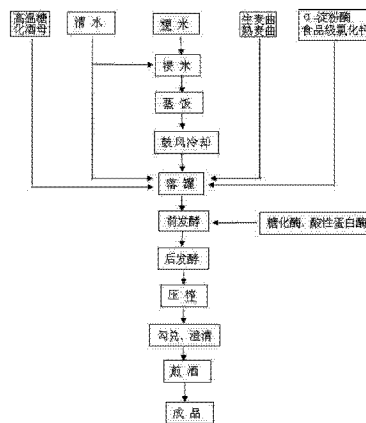 高温糖
化酒母
清水
粳米
生麦曲
熟麦曲
α-淀粉酶
食品级氯化钙
浸米
蒸饭
鼓风冷却
落罐
前发酵
糖化酶、酸性蛋白酶
后发酵
压榨
勾兑、澄清
煎酒
成品